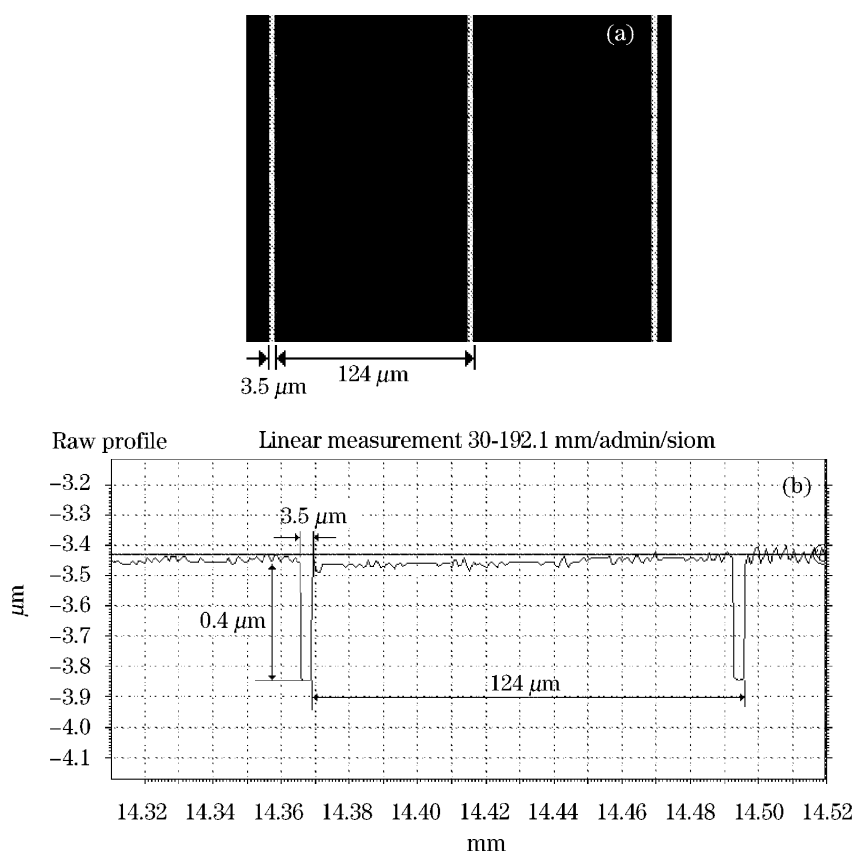 (a)
3.5 μm
124 μm
Raw profile Linear measurement 30-192.1 mm/admin/siom
(b)
−3.2
−3.3
3.5 μm
−3.4
−3.5
−3.6
μm
0.4 μm
−3.7
−3.8
124 μm
−3.9
−4.0
−4.1
14.32 14.34 14.36 14.38 14.40 14.42 14.44 14.46 14.48 14.50 14.52
mm